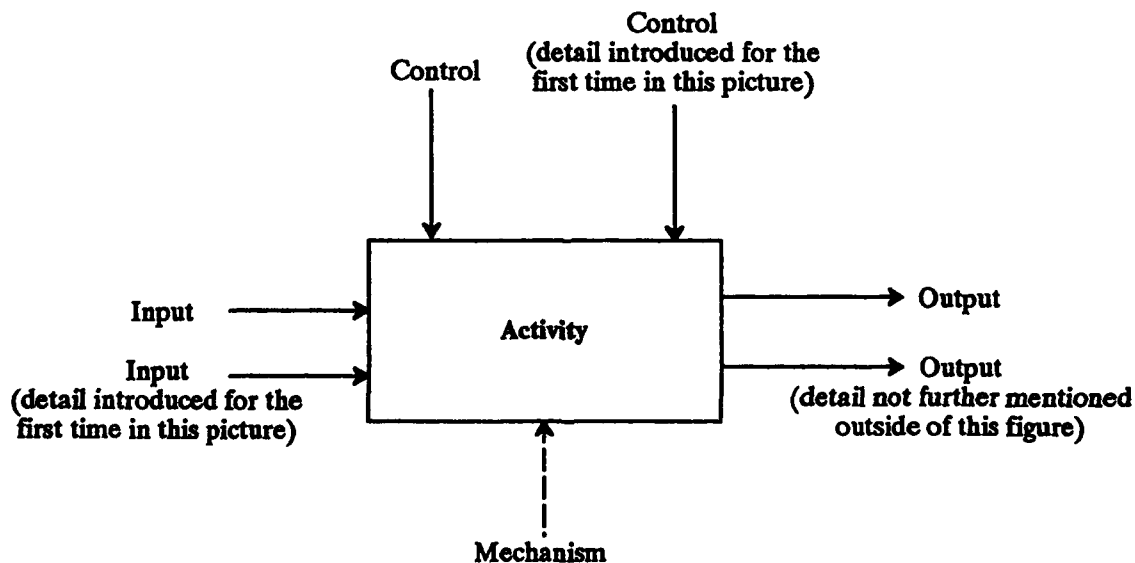 Control
(detail introduced for the
first time in this picture)
Control
Input
Input
(detail introduced for the
first time in this picture)
Activity
Output
Output
(detail not further mentioned
outside of this figure)
Mechanism